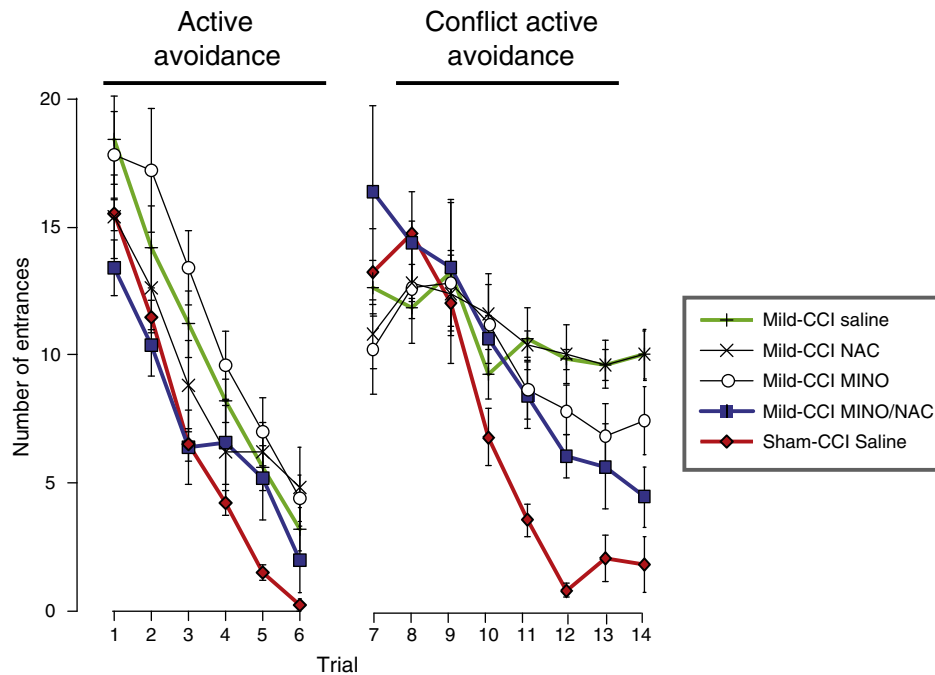 Active
avoidance
Conflict active
avoidance
Number of entrances
20
15
10
5
0
1 2 3 4 5 6
7 8 9 10 11 12 13 14
Trial
Mild-CCI saline
Mild-CCI NAC
Mild-CCI MINO
Mild-CCI MINO/NAC
Sham-CCI Saline